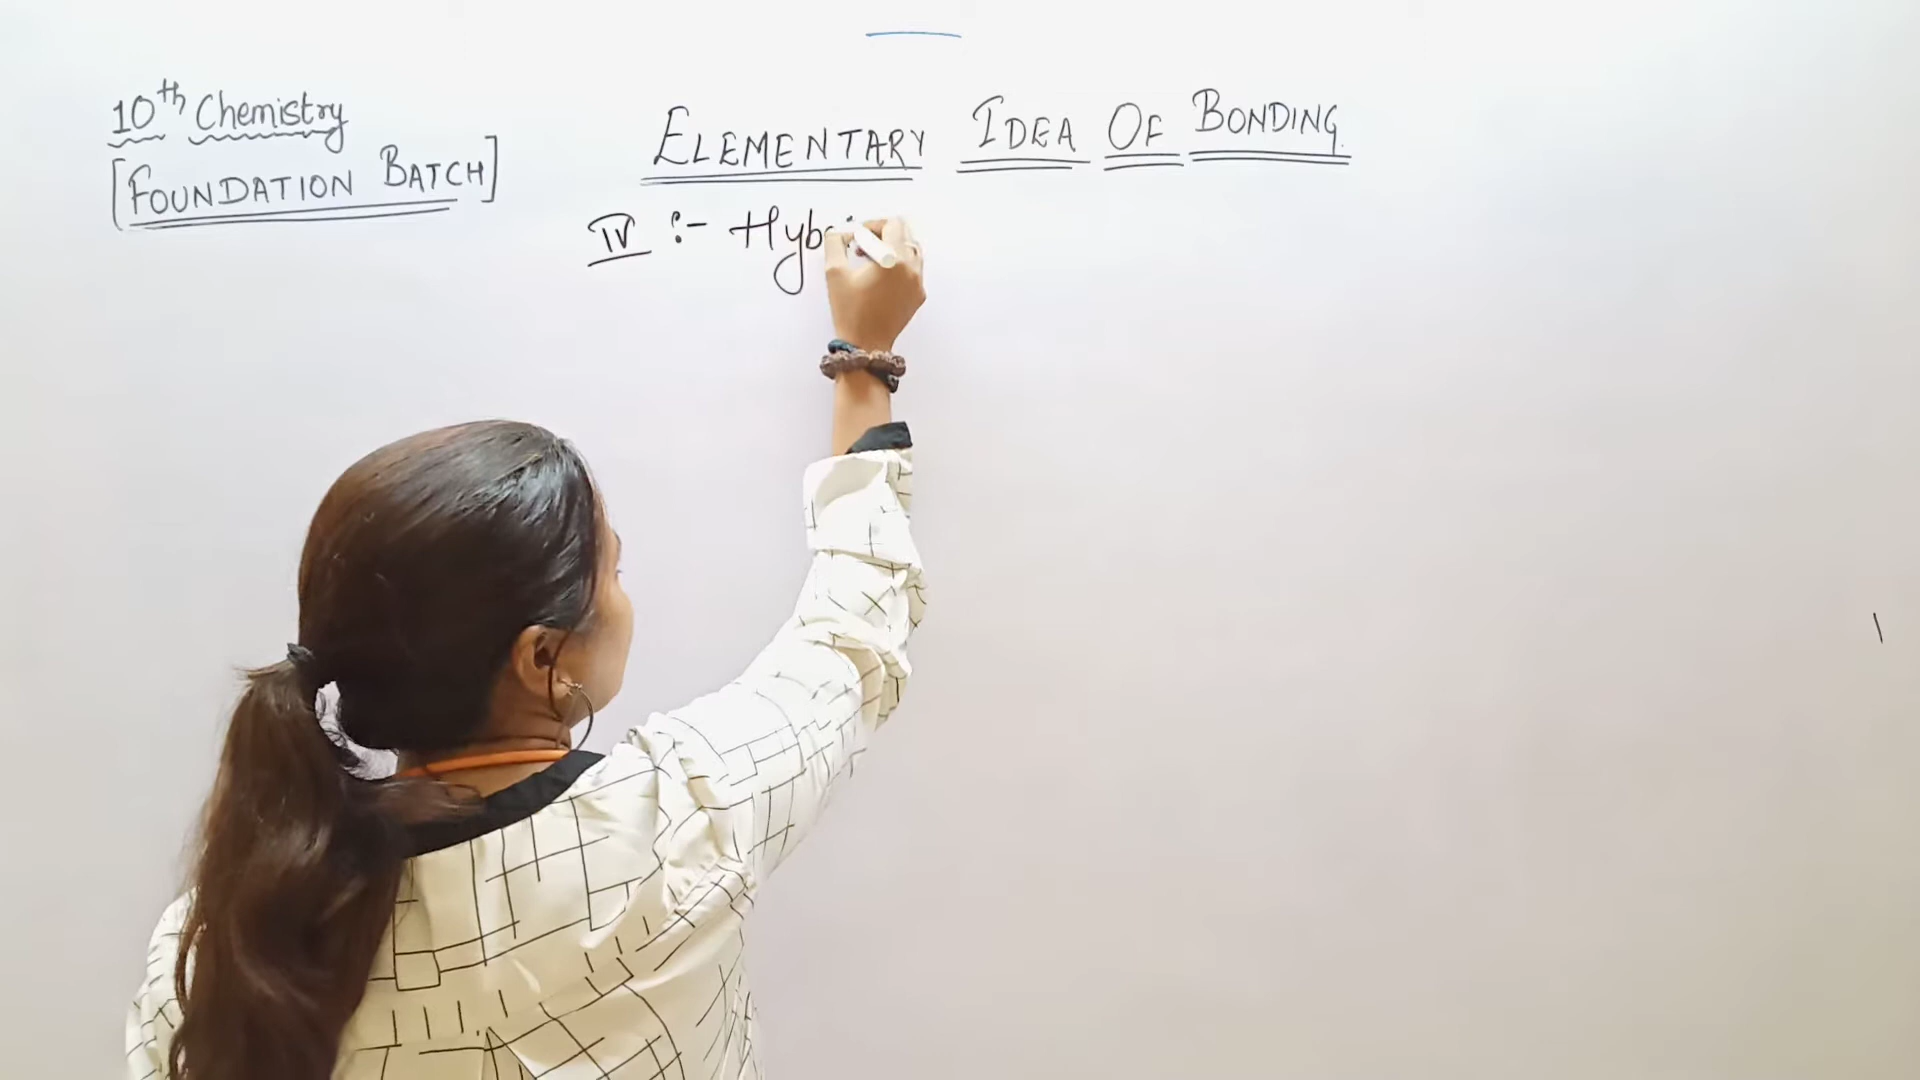 10th Chemistry
[FOUNDATION BATCH]
ELEMENTARY IDEA OF BONDING.
IV :- Hyb